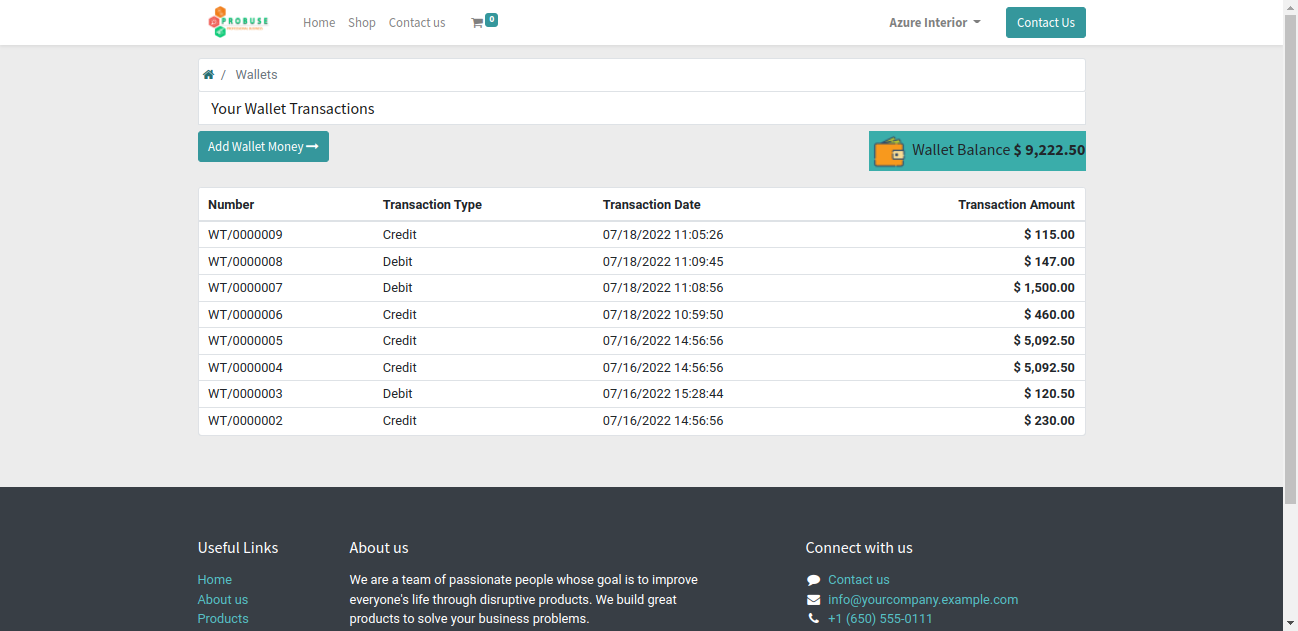 PROBUSE
Home Shop Contact us 0 Azure Interior Contact Us
/ Wallets
Your Wallet Transactions
Add Wallet Money
Wallet Balance $ 9,222.50
Number Transaction Type Transaction Date Transaction Amount
WT/0000009 Credit 07/18/2022 11:05:26 $ 115.00
WT/0000008 Debit 07/18/2022 11:09:45 $ 147.00
WT/0000007 Debit 07/18/2022 11:08:56 $ 1,500.00
WT/0000006 Credit 07/18/2022 10:59:50 $ 460.00
WT/0000005 Credit 07/16/2022 14:56:56 $ 5,092.50
WT/0000004 Credit 07/16/2022 14:56:56 $ 5,092.50
WT/0000003 Debit 07/16/2022 15:28:44 $ 120.50
WT/0000002 Credit 07/16/2022 14:56:56 $ 230.00
Useful Links
Home
About us
Products
About us
We are a team of passionate people whose goal is to improve
everyone's life through disruptive products. We build great
products to solve your business problems.
Connect with us
Contact us
info@yourcompany.example.com
+1 (650) 555-0111